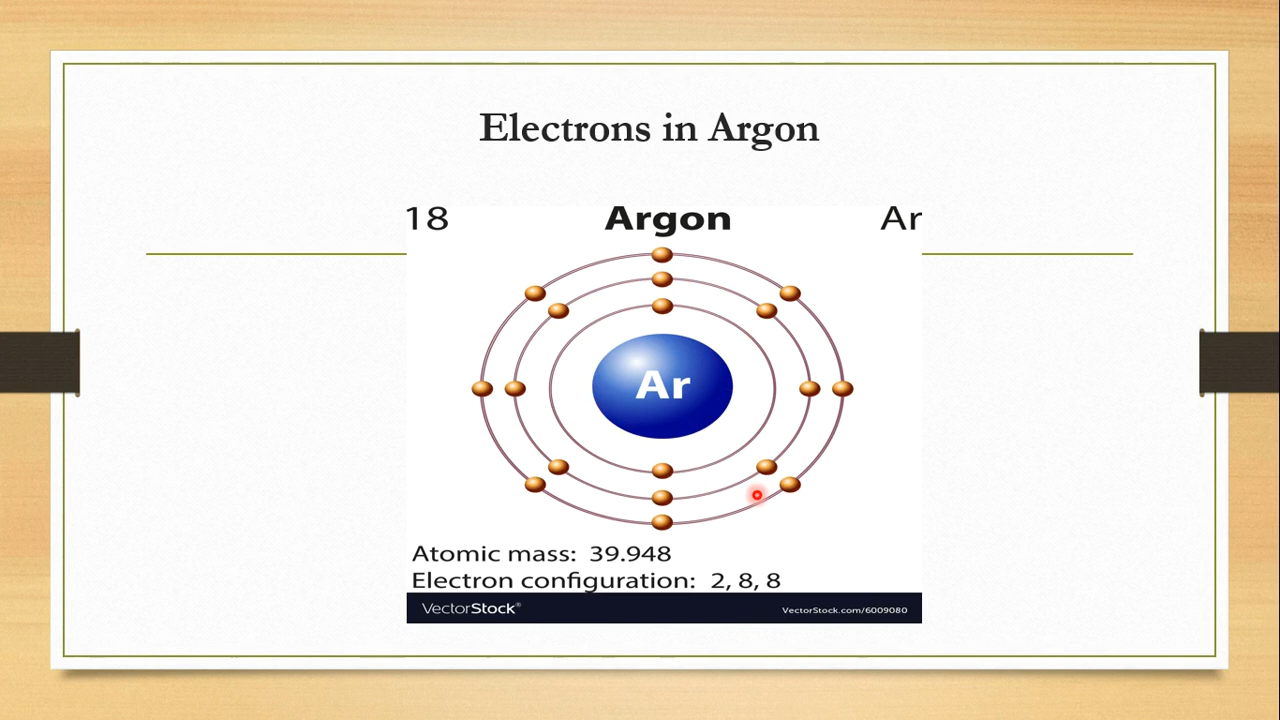 Electrons in Argon
18 Argon Ar
Ar
Atomic mass: 39.948
Electron configuration: 2, 8, 8
VectorStock® VectorStock.com/6009080